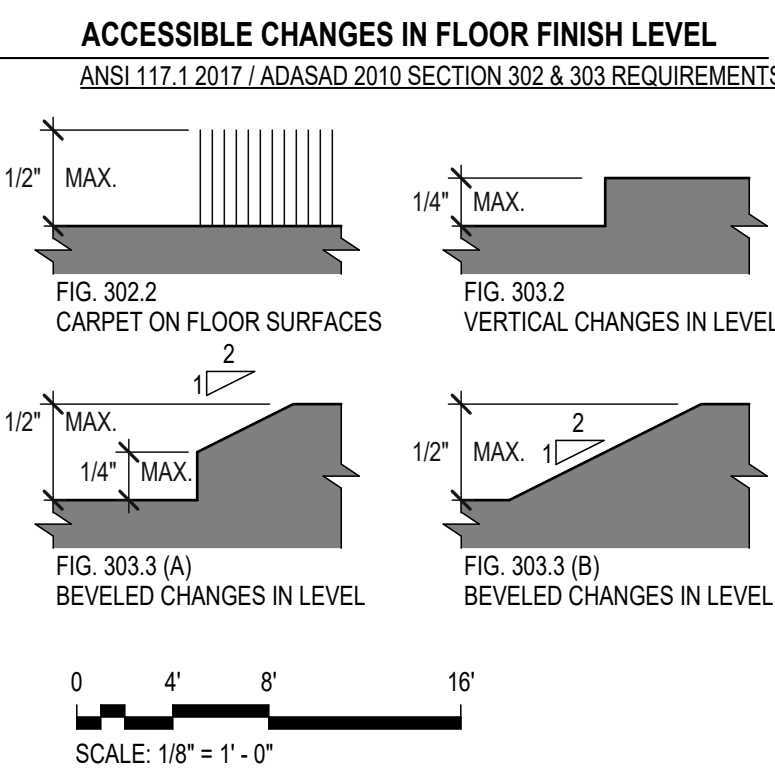 ACCESSIBLE CHANGES IN FLOOR FINISH LEVEL
ANSI 117.1 2017 / ADASAD 2010 SECTION 302 & 303 REQUIREMENTS
1/2" MAX.
FIG. 302.2
CARPET ON FLOOR SURFACES
1/4" MAX.
FIG. 303.2
VERTICAL CHANGES IN LEVEL
2
1
1/2" MAX.
1/4" MAX.
FIG. 303.3 (A)
BEVELED CHANGES IN LEVEL
2
1/2" MAX. 1
FIG. 303.3 (B)
BEVELED CHANGES IN LEVEL
0 4' 8' 16'
SCALE: 1/8" = 1' - 0"